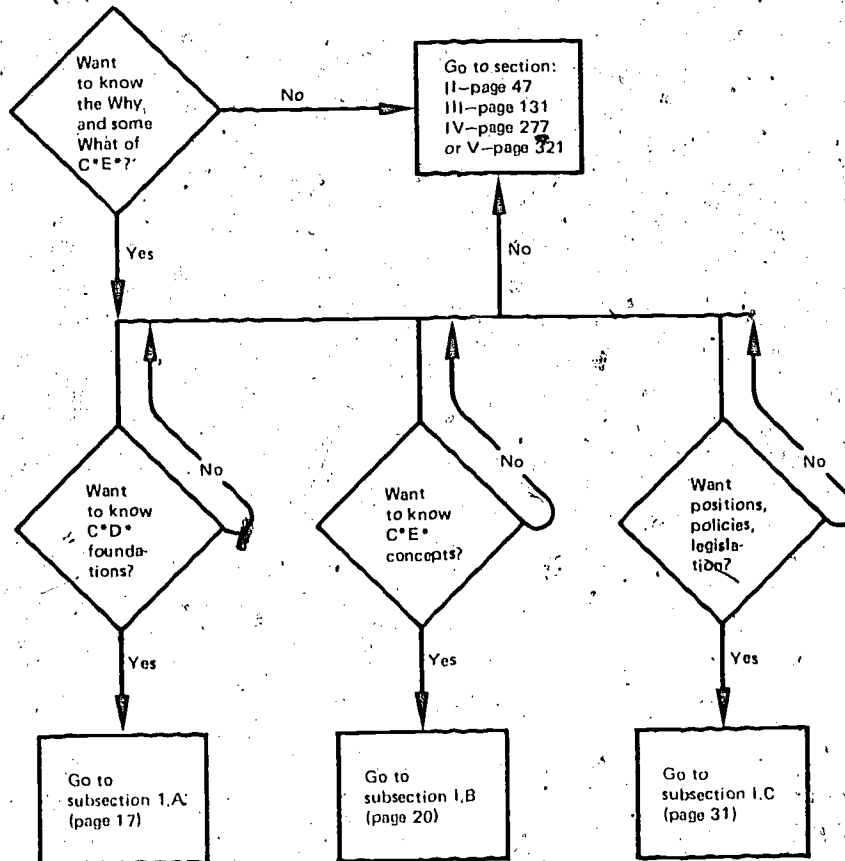 Want
to know
the Why,
and some
What of
C*E*?
No
Go to section:
II—page 47
III—page 131
IV—page 277
or V—page 321
Yes
No
No
Want
to know
C*D*
founda-
tions?
No
Want
to know
C*E*
concepts?
No
Want
positions,
policies,
legisla-
tion?
Yes
Yes
Yes
Go to
subsection 1.A
(page 17)
Go to
subsection I.B
(page 20)
Go to
subsection I.C
(page 31)